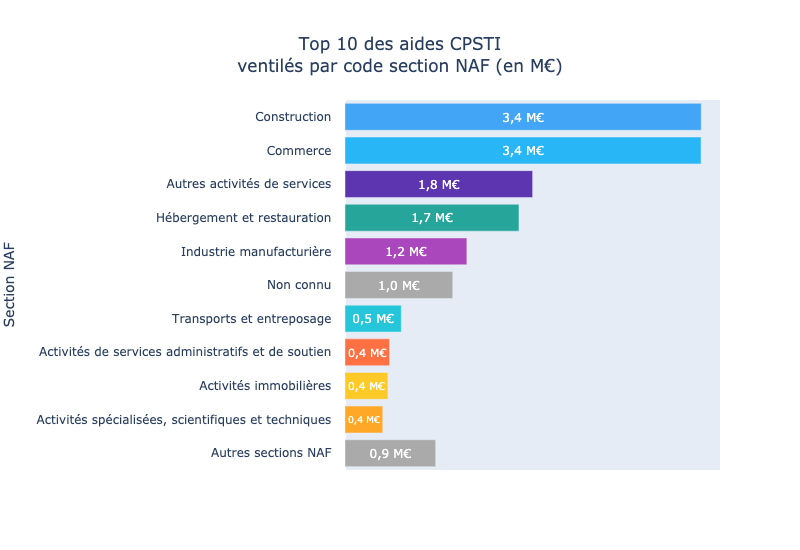 Top 10 des aides CPSTI
ventilés par code section NAF (en M€)
Section NAF
Construction 3,4 M€
Commerce 3,4 M€
Autres activités de services 1,8 M€
Hébergement et restauration 1,7 M€
Industrie manufacturière 1,2 M€
Non connu 1,0 M€
Transports et entreposage 0,5 M€
Activités de services administratifs et de soutien 0,4 M€
Activités immobilières 0,4 M€
Activités spécialisées, scientifiques et techniques 0,4 M€
Autres sections NAF 0,9 M€